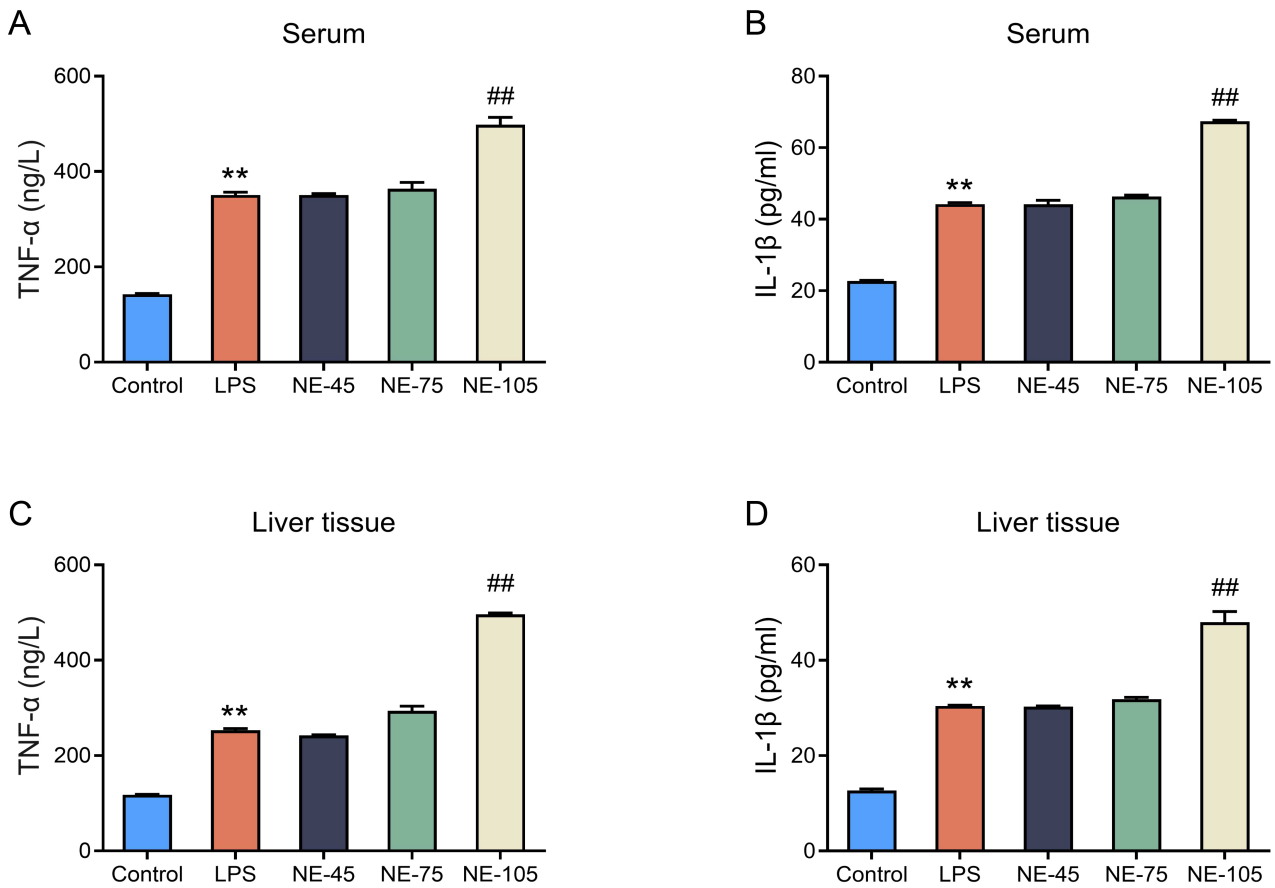 A
Serum
TNF-α (ng/L)
600
400
200
0
**
##
Control LPS NE-45 NE-75 NE-105
B
Serum
IL-1β (pg/ml)
80
60
40
20
0
**
##
Control LPS NE-45 NE-75 NE-105
C
Liver tissue
TNF-α (ng/L)
600
400
200
0
**
##
Control LPS NE-45 NE-75 NE-105
D
Liver tissue
IL-1β (pg/ml)
60
40
20
0
**
##
Control LPS NE-45 NE-75 NE-105